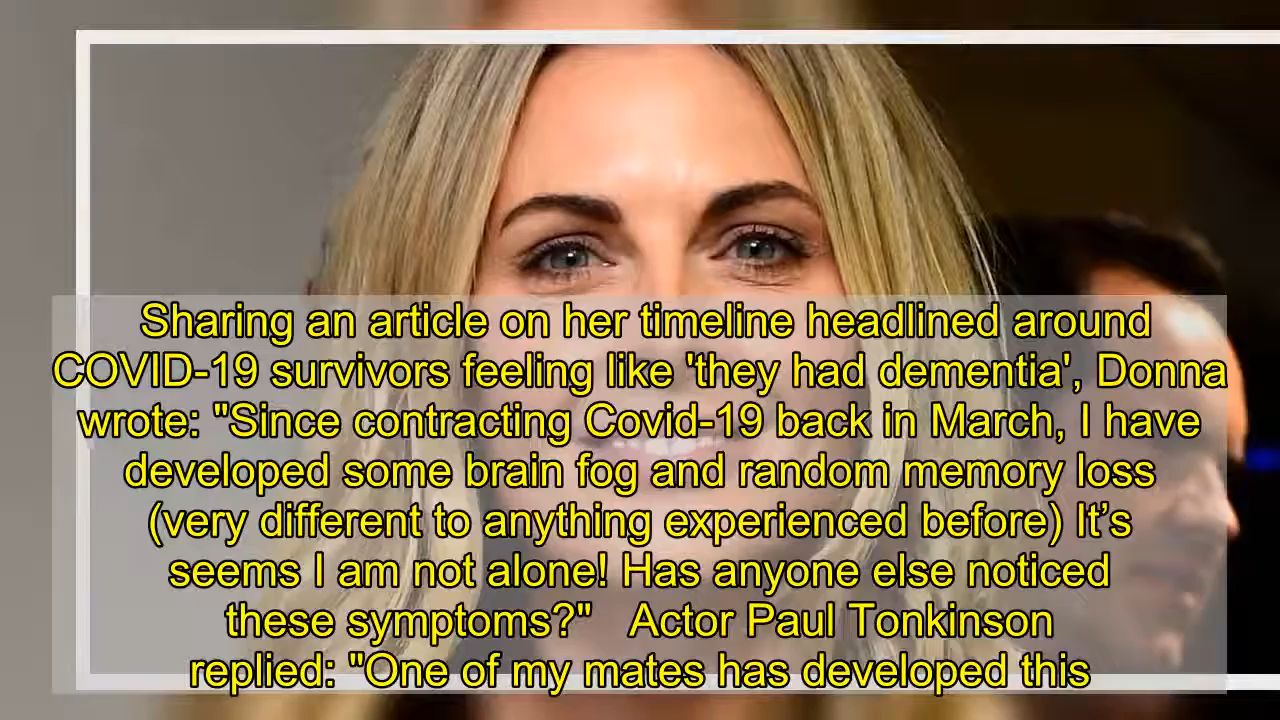 Sharing an article on her timeline headlined around
COVID-19 survivors feeling like 'they had dementia', Donna
wrote: "Since contracting Covid-19 back in March, I have
developed some brain fog and random memory loss
(very different to anything experienced before) It’s
seems I am not alone! Has anyone else noticed
these symptoms?" Actor Paul Tonkinson
replied: "One of my mates has developed this